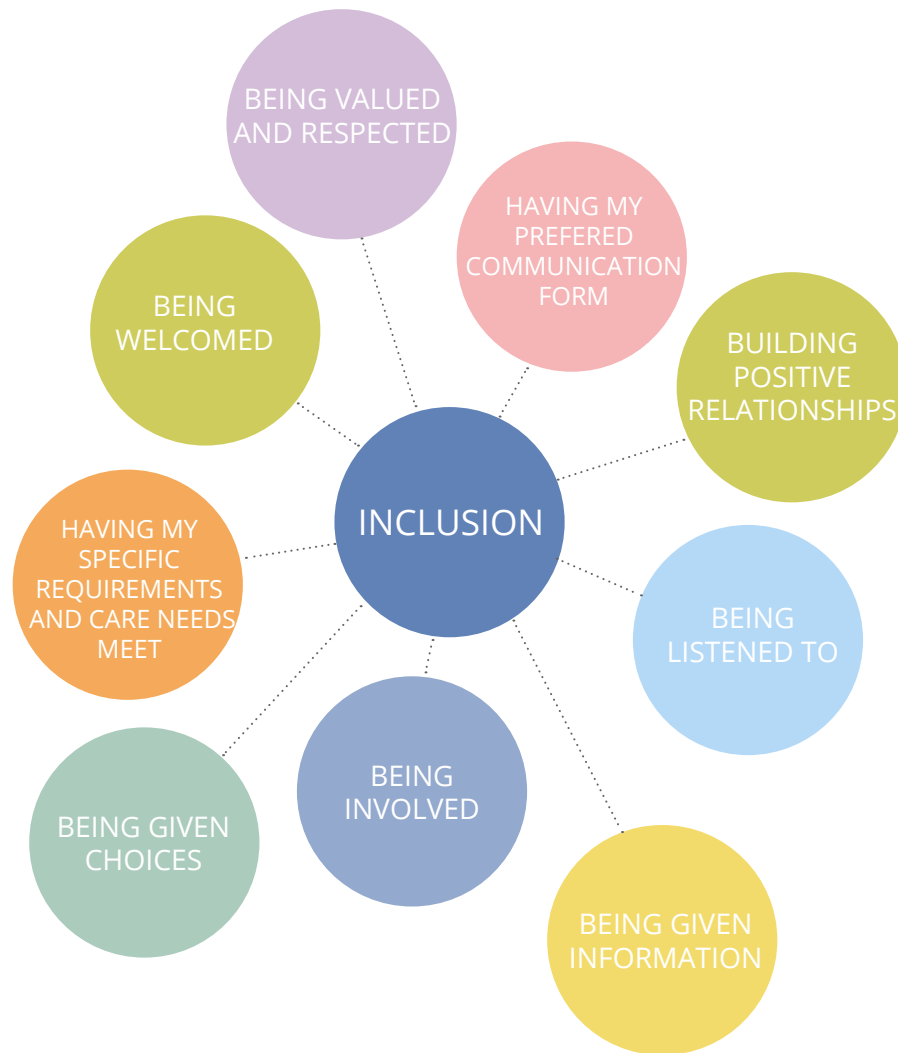 BEING VALUED
AND RESPECTED
HAVING MY
PREFERED
COMMUNICATION
FORM
BEING
WELCOMED
BUILDING
POSITIVE
RELATIONSHIPS
INCLUSION
HAVING MY
SPECIFIC
REQUIREMENTS
AND CARE NEEDS
MEET
BEING
LISTENED TO
BEING
INVOLVED
BEING GIVEN
CHOICES
BEING GIVEN
INFORMATION